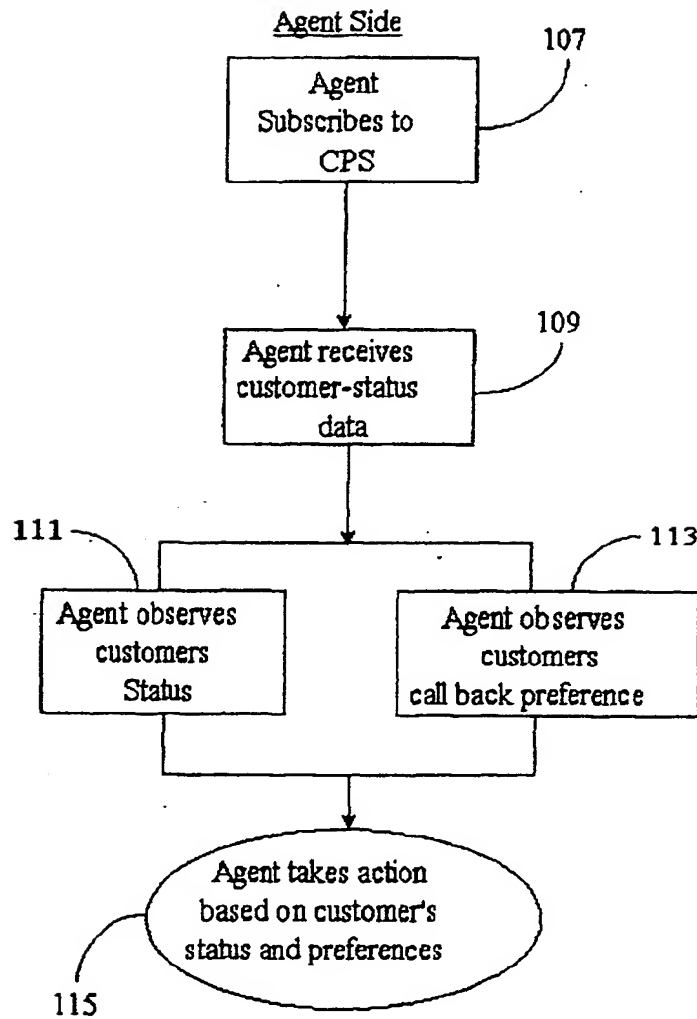 Agent Side
107
Agent
Subscribes to
CPS
109
Agent receives
customer-status
data
111
113
Agent observes
customers
Status
Agent observes
customers
call back preference
Agent takes action
based on customer's
status and preferences
115